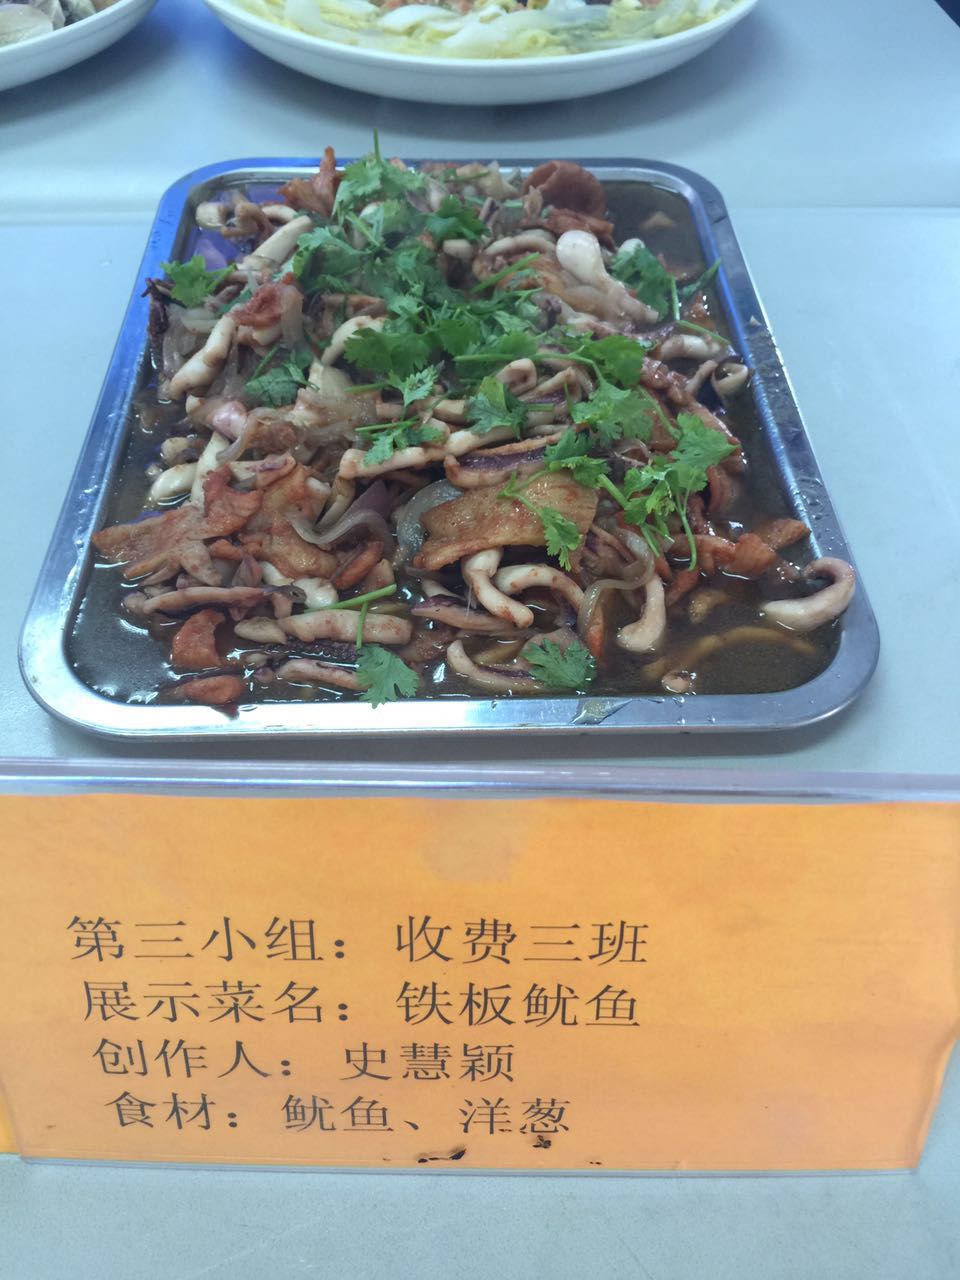 第三小组：收费三班
展示菜名：铁板鱿鱼
创作人：史慧颖
食材：鱿鱼、洋葱